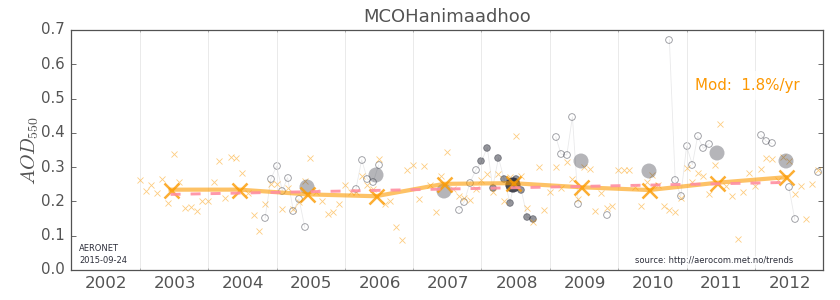 MCOHanimaadhoo
0.7
0.6
0.5
0.4
0.3
0.2
0.1
0.0
AOD550
Mod: 1.8%/yr
AERONET
2015-09-24
source: http://aerocom.met.no/trends
2002 2003 2004 2005 2006 2007 2008 2009 2010 2011 2012